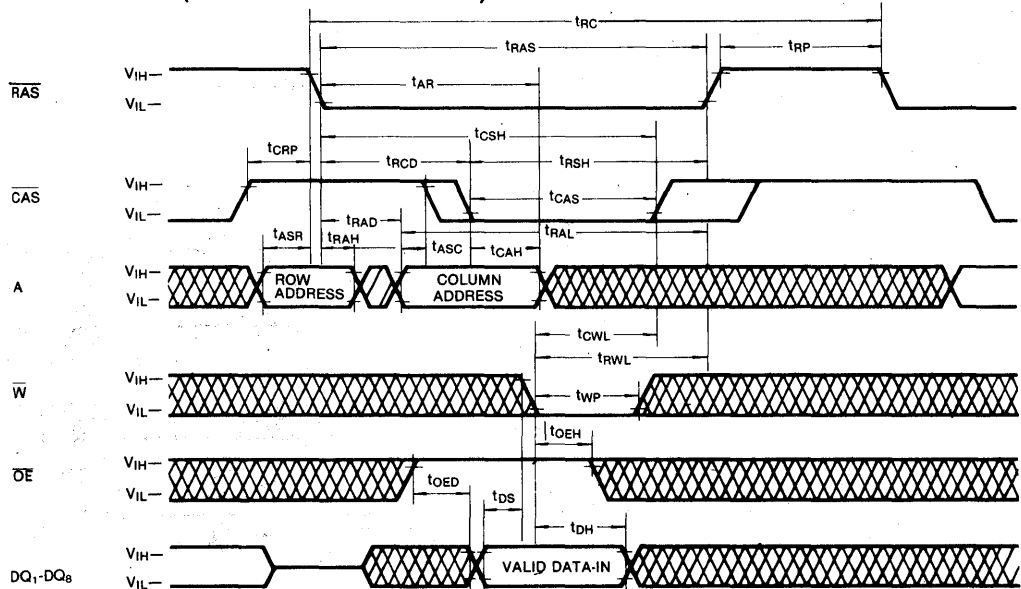 tRC
tRAS
tRP
RAS
VIH—
VIL—
tAR
tCSH
tCRP
tRCD
tRSH
CAS
VIH—
VIL—
tCAS
tRAD
tRAL
tASR
tRAH
tASC
tCAH
A
VIH—
VIL—
ROW
ADDRESS
COLUMN
ADDRESS
tCWL
tRWL
W
VIH—
VIL—
tWP
tOEH
OE
VIH—
VIL—
tOED
tDS
tDH
DQ1-DQ8
VIH—
VIL—
VALID DATA-IN